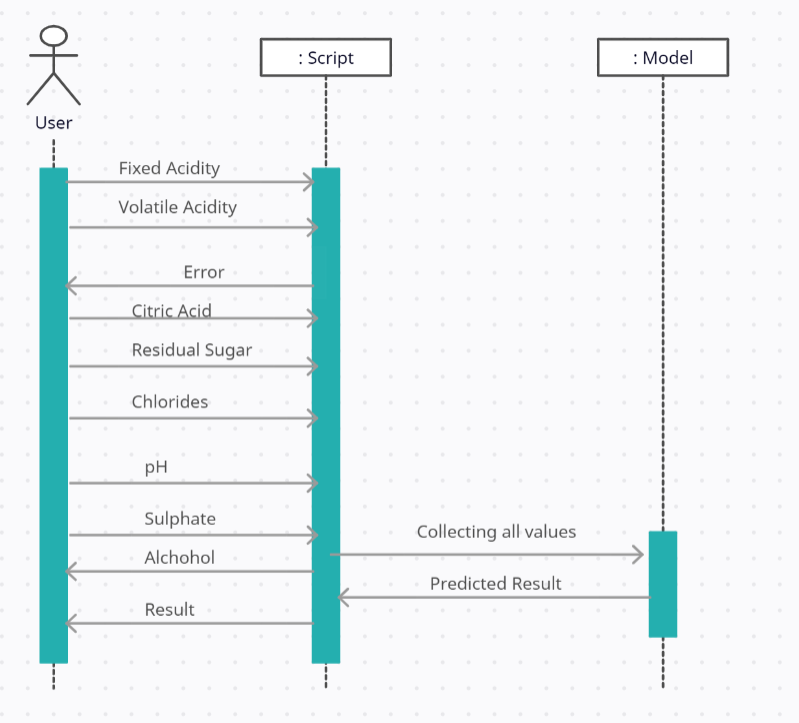 : Script
: Model
User
Fixed Acidity
Volatile Acidity
Error
Citric Acid
Residual Sugar
Chlorides
pH
Sulphate
Collecting all values
Alchohol
Predicted Result
Result